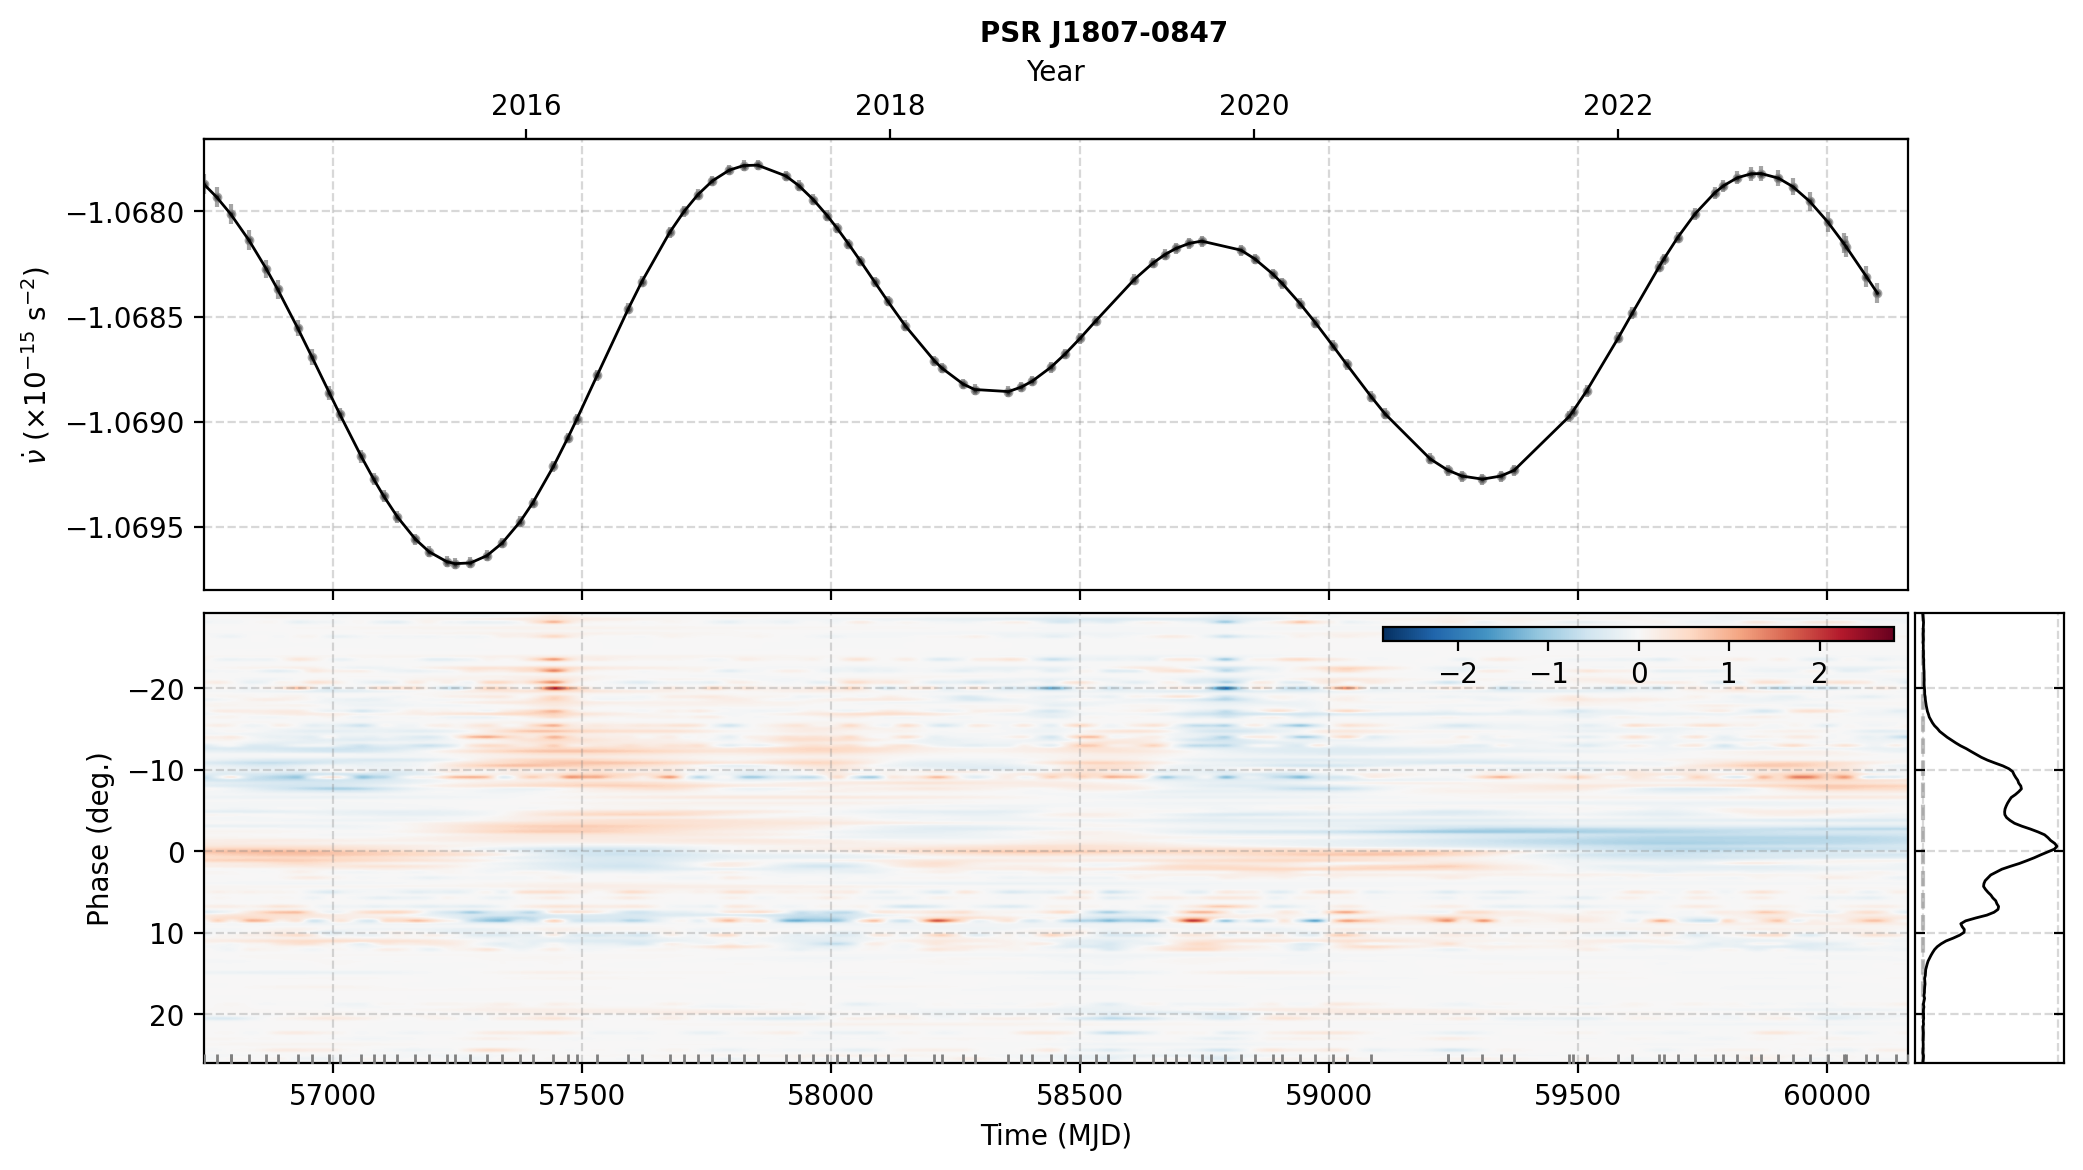 PSR J1807-0847
Year
2016 2018 2020 2022
−1.0680
−1.0685
−1.0690
−1.0695
ν̇ (×10⁻¹⁵ s⁻²)
−2 −1 0 1 2
−20
−10
0
10
20
Phase (deg.)
57000 57500 58000 58500 59000 59500 60000
Time (MJD)